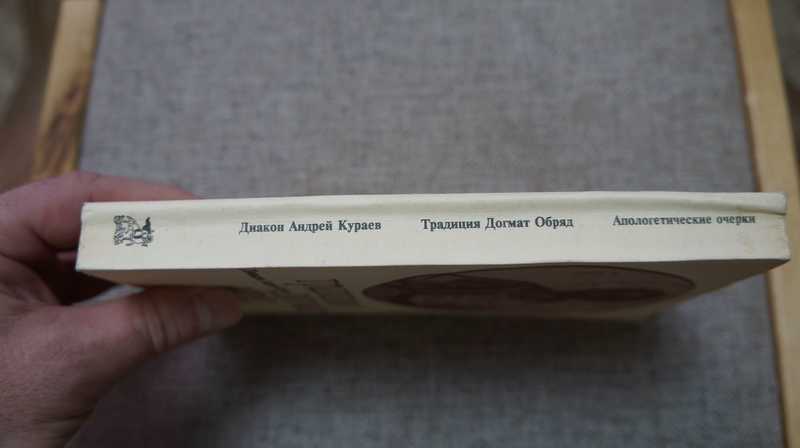 Диакон Андрей Кураев Традиция Догмат Обряд Апологетические очерки